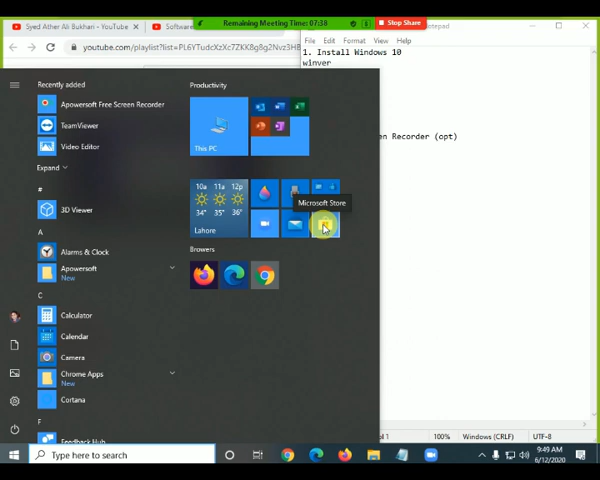 Syed Ather Ali Bukhari - YouTube
Software
Remaining Meeting Time: 07:38
Stop Share
youtube.com/playlist?list=PL6YTudcXzXc7ZKK8g8g2Nvz3HB
File Edit Format View Help
1. Install Windows 10
winver
en Recorder (opt)
Recently added
Apowersoft Free Screen Recorder
TeamViewer
Video Editor
Expand
#
3D Viewer
A
Alarms & Clock
Apowersoft
New
C
Calculator
Calendar
Camera
Chrome Apps
New
Cortana
F
Feedback Hub
Productivity
This PC
10a 11a 12p
34° 35° 36°
Lahore
Microsoft Store
Browers
100%
Windows (CRLF)
UTF-8
Type here to search
9:49 AM
6/12/2020